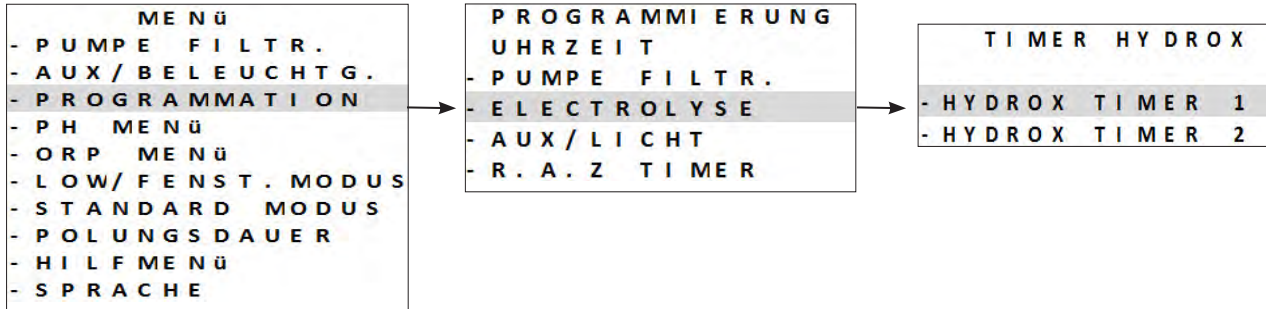 MENü
- PUMPE FILTR.
- AUX/BELEUCHTG.
- PROGRAMMATION
- PH MENü
- ORP MENü
- LOW/FENST. MODUS
- STANDARD MODUS
- POLUNGSDAUER
- HILFMENü
- SPRACHE
PROGRAMMIERUNG
UHRZEIT
- PUMPE FILTR.
- ELECTROLYSE
- AUX/LICHT
- R.A.Z TIMER
TIMER HYDROX
- HYDROX TIMER 1
- HYDROX TIMER 2